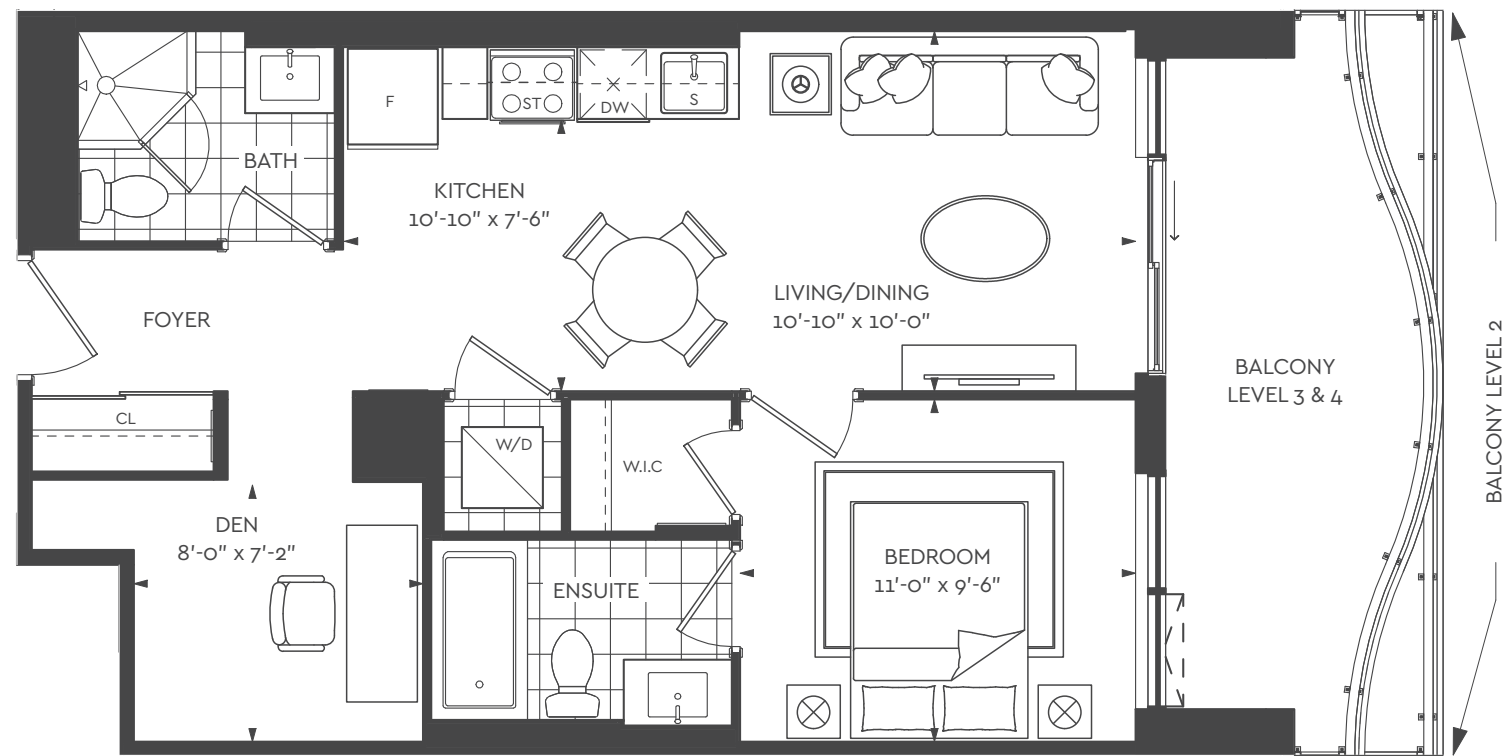 F
ST
DW
S
BATH
KITCHEN
10'-10" x 7'-6"
LIVING/DINING
10'-10" x 10'-0"
FOYER
BALCONY
LEVEL 3 & 4
BALCONY LEVEL 2
CL
W/D
W.I.C
DEN
8'-0" x 7'-2"
ENSUITE
BEDROOM
11'-0" x 9'-6"